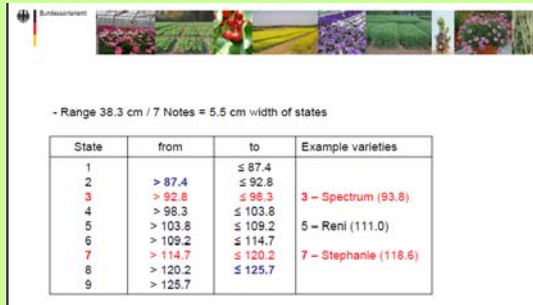 Bundessortenamt
- Range 38.3 cm / 7 Notes = 5.5 cm width of states
State from to Example varieties
1 ≤ 87.4
2 > 87.4 ≤ 92.8
3 > 92.8 ≤ 98.3 3 – Spectrum (93.8)
4 > 98.3 ≤ 103.8
5 > 103.8 ≤ 109.2 5 – Reni (111.0)
6 > 109.2 ≤ 114.7
7 > 114.7 ≤ 120.2 7 – Stephanie (118.6)
8 > 120.2 ≤ 125.7
9 > 125.7